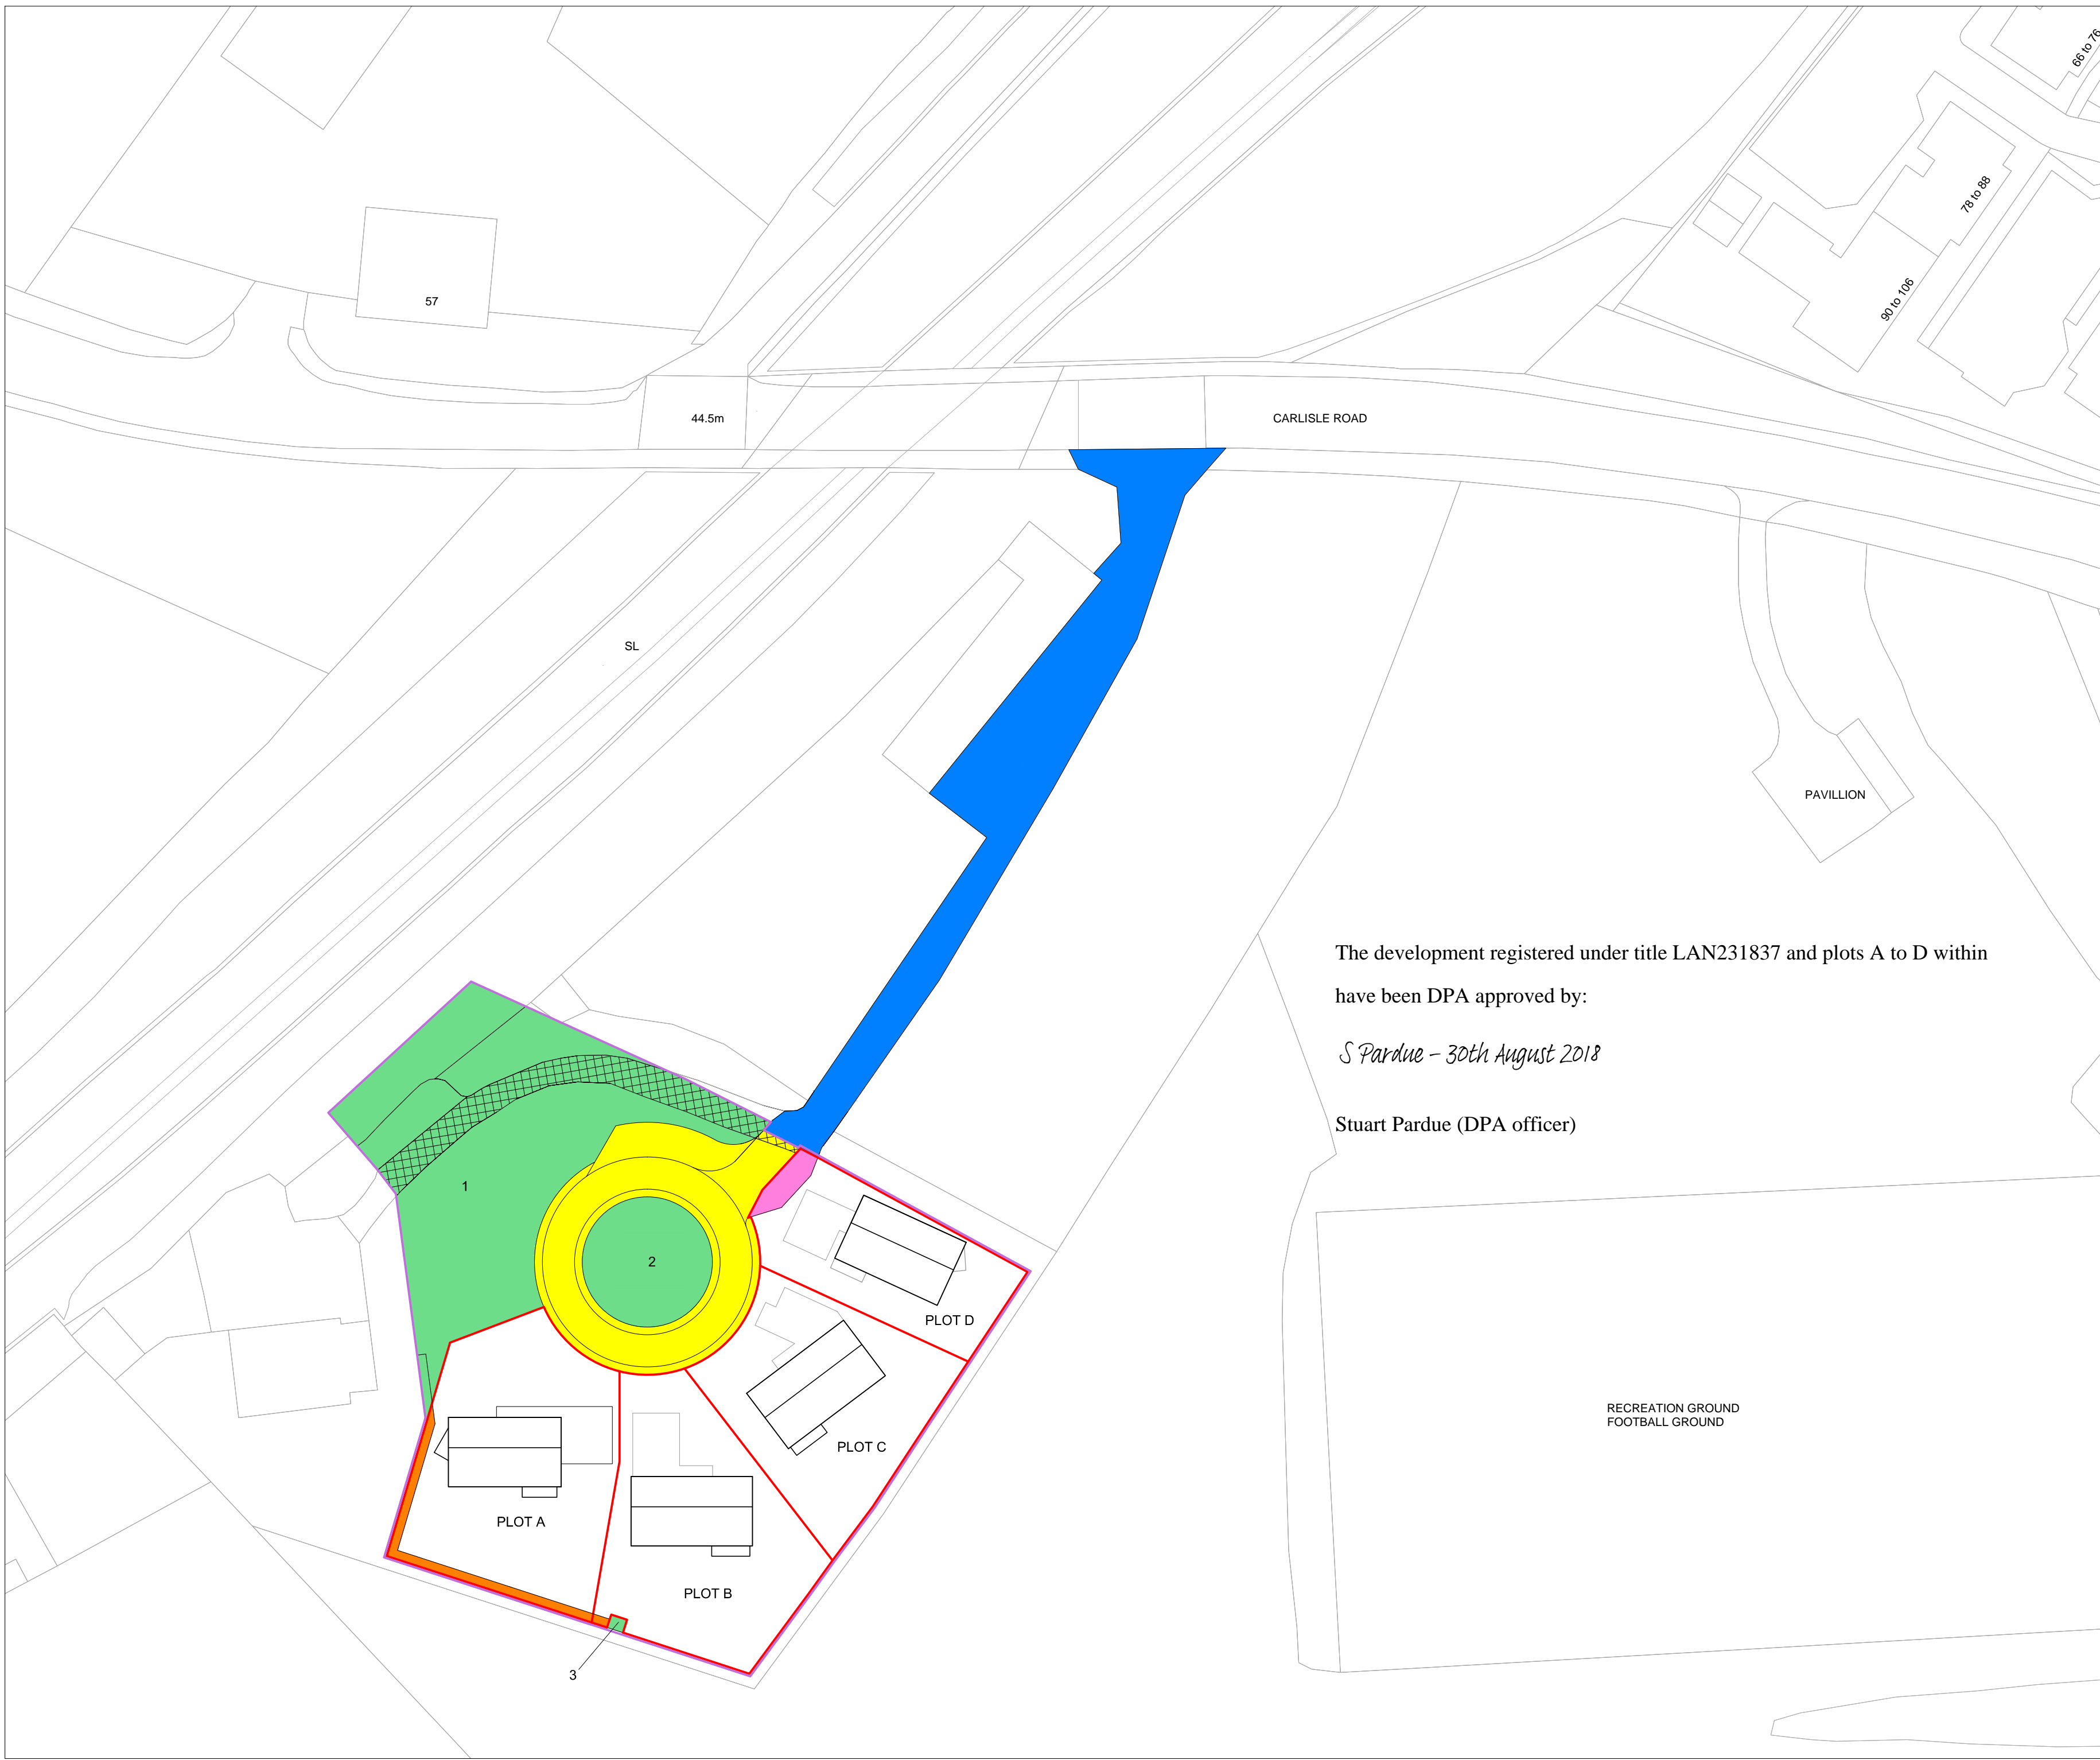 66 to 76
78 to 88
90 to 106
57
44.5m
CARLISLE ROAD
SL
PAVILLION
The development registered under title LAN231837 and plots A to D within
have been DPA approved by:
S Pardue – 30th August 2018
Stuart Pardue (DPA officer)
1
2
PLOT D
PLOT C
RECREATION GROUND
FOOTBALL GROUND
PLOT A
PLOT B
3